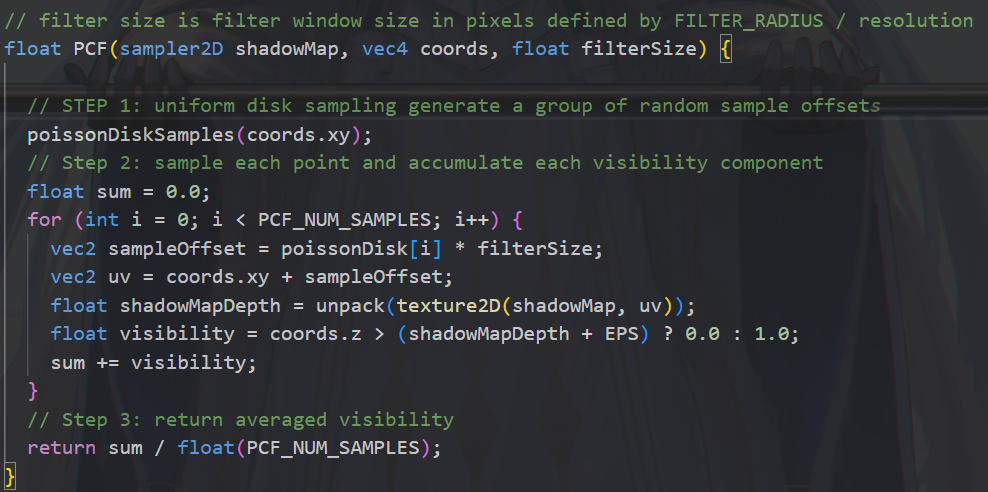 // filter size is filter window size in pixels defined by FILTER_RADIUS / resolution
float PCF(sampler2D shadowMap, vec4 coords, float filterSize) {
// STEP 1: uniform disk sampling generate a group of random sample offsets
poissonDiskSamples(coords.xy);
// Step 2: sample each point and accumulate each visibility component
float sum = 0.0;
for (int i = 0; i < PCF_NUM_SAMPLES; i++) {
vec2 sampleOffset = poissonDisk[i] * filterSize;
vec2 uv = coords.xy + sampleOffset;
float shadowMapDepth = unpack(texture2D(shadowMap, uv));
float visibility = coords.z > (shadowMapDepth + EPS) ? 0.0 : 1.0;
sum += visibility;
}
// Step 3: return averaged visibility
return sum / float(PCF_NUM_SAMPLES);
}